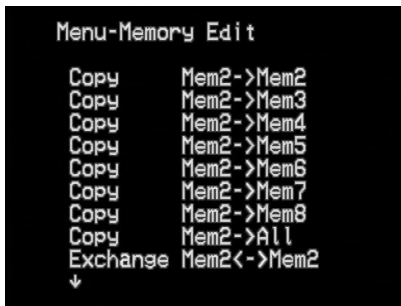 Menu-Memory Edit
Copy Mem2->Mem2
Copy Mem2->Mem3
Copy Mem2->Mem4
Copy Mem2->Mem5
Copy Mem2->Mem6
Copy Mem2->Mem7
Copy Mem2->Mem8
Copy Mem2->All
Exchange Mem2<->Mem2
↓